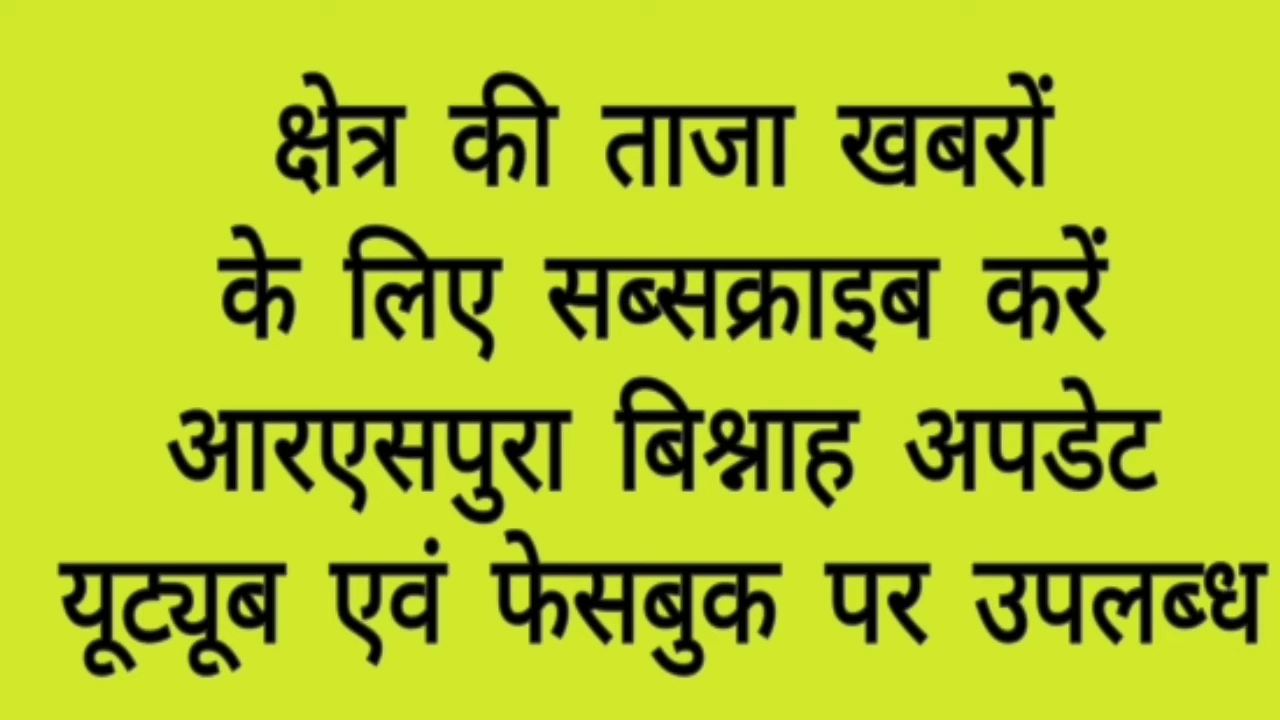 क्षेत्र की ताजा खबरों
के लिए सब्सक्राइब करें
आरएसपुरा बिश्नाह अपडेट
यूट्यूब एवं फेसबुक पर उपलब्ध